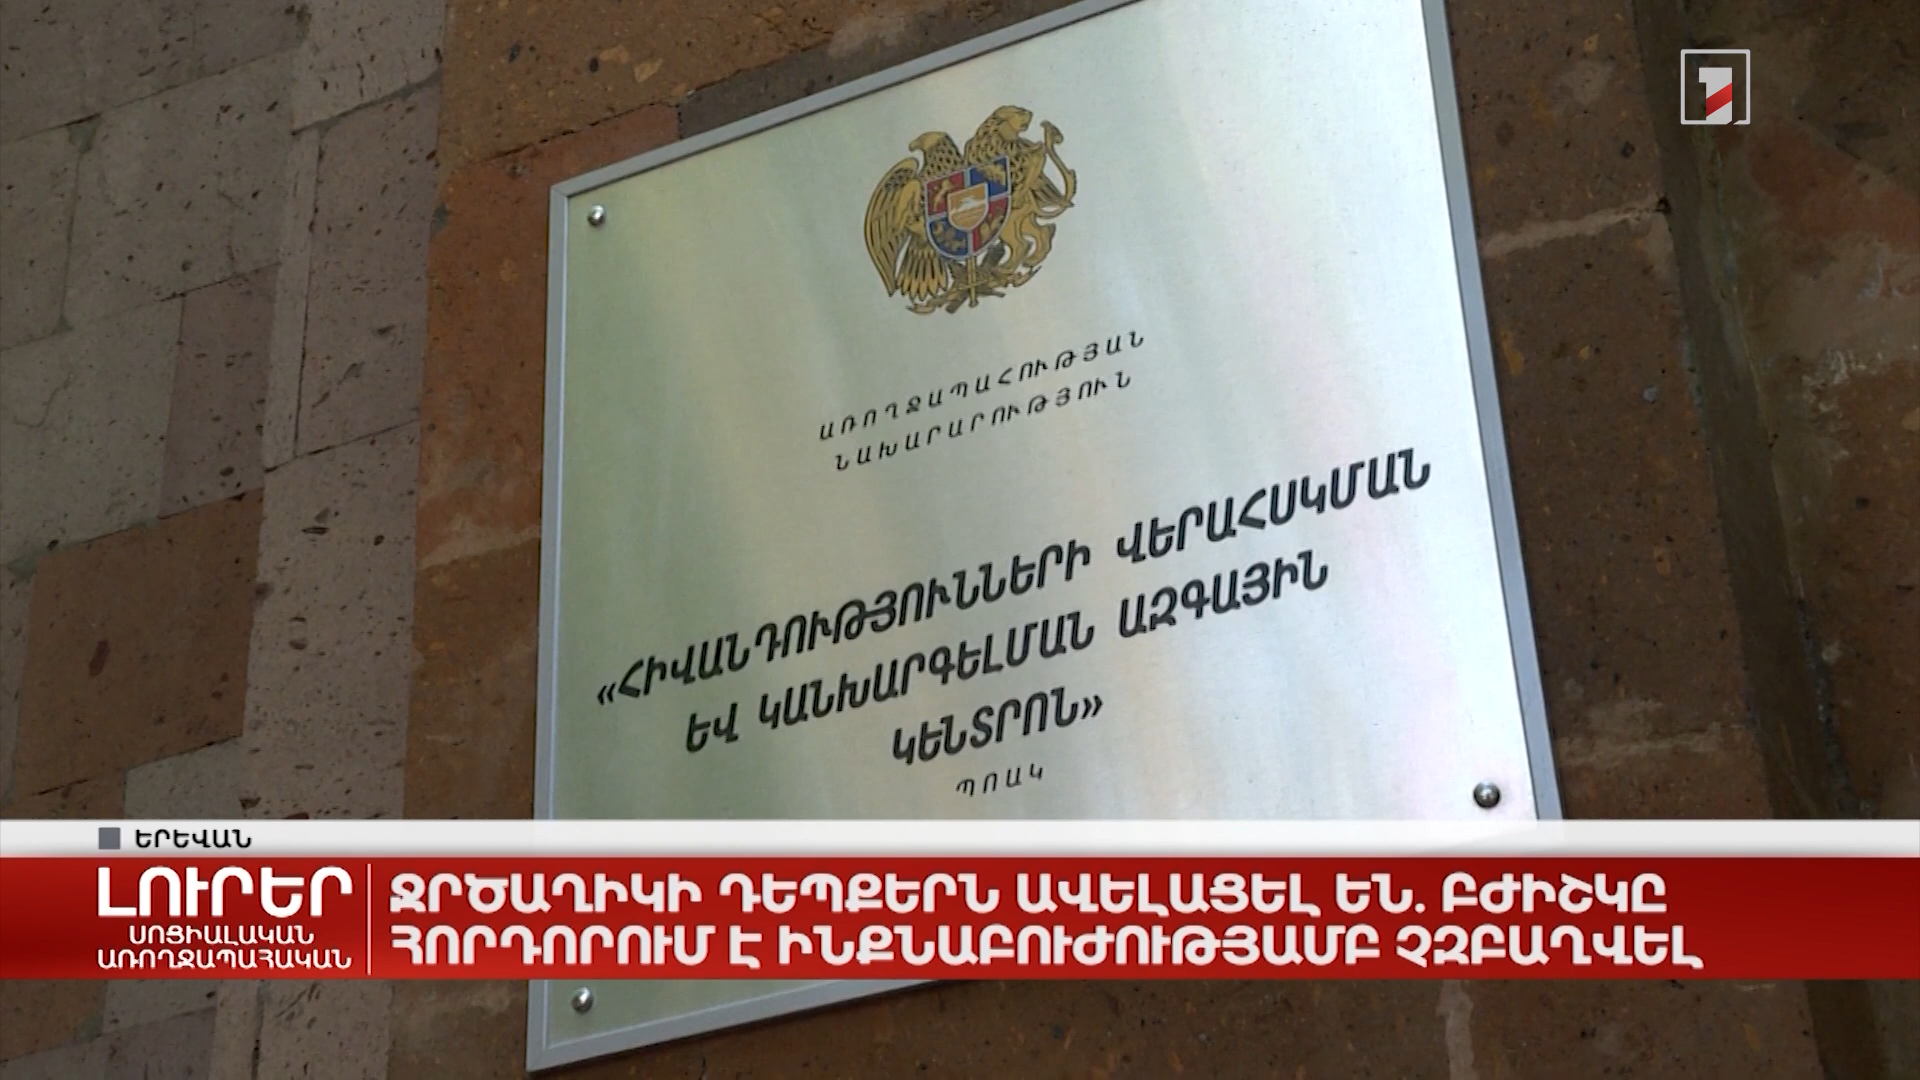 ԱՌՈՂՋԱՊԱՀՈՒԹՅԱՆ
ՆԱԽԱՐԱՐՈՒԹՅՈՒՆ
«ՀԻՎԱՆԴՈՒԹՅՈՒՆՆԵՐԻ ՎԵՐԱՀՍԿՄԱՆ
ԵՎ ԿԱՆԽԱՐԳԵԼՄԱՆ ԱԶԳԱՅԻՆ
ԿԵՆՏՐՈՆ»
ՊՈԱԿ
1
ԵՐԵՎԱՆ
ԼՈՒՐԵՐ
ՍՈՑԻԱԼԱԿԱՆ
ԱՌՈՂՋԱՊԱՀԱԿԱՆ
ՋՐԾԱՂԻԿԻ ԴԵՊՔԵՐՆ ԱՎԵԼԱՑԵԼ ԵՆ. ԲԺԻՇԿԸ
ՀՈՐԴՈՐՈՒՄ Է ԻՆՔՆԱԲՈՒԺՈՒԹՅԱՄԲ ՉԶԲԱՂՎԵԼ